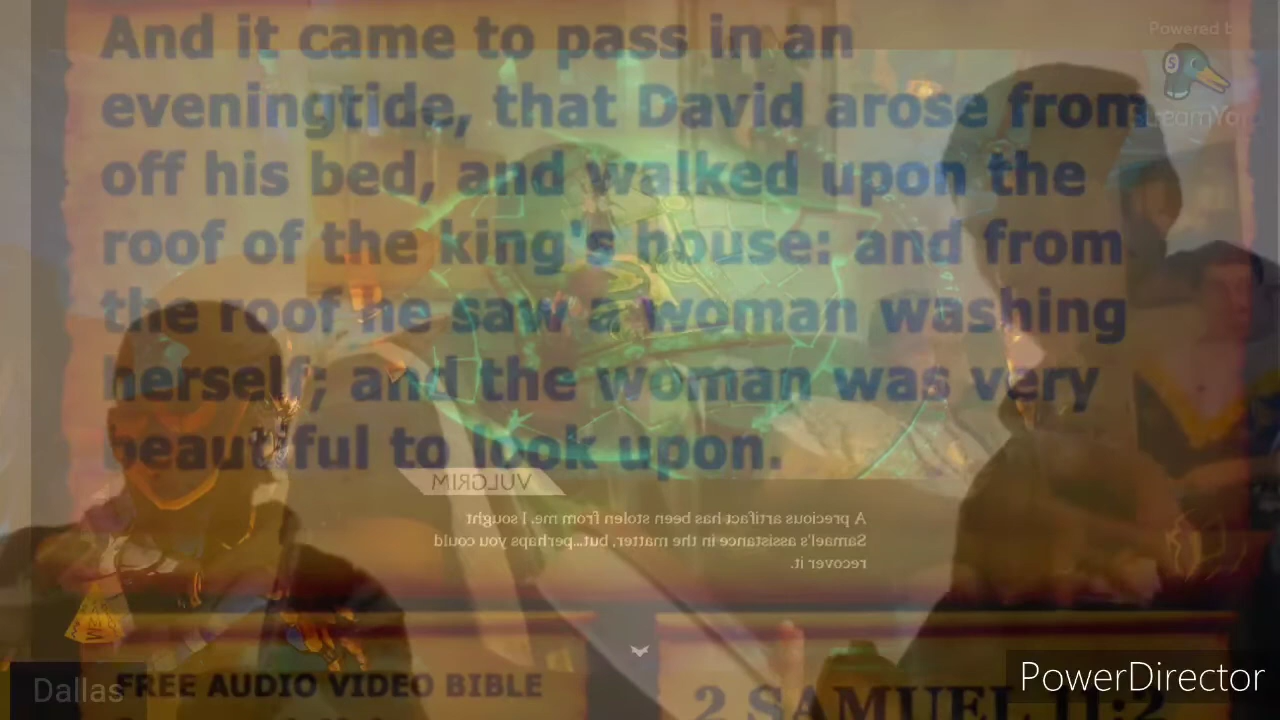 And it came to pass in an
Powered b
eveningtide, that David arose from
off his bed, and walked upon the
roof of the king's house: and from
the roof he saw a woman washing
herself; and the woman was very
beautiful to look upon.
VULGRIM
A precious artifact has been stolen from me. I sought
Samael's assistance in the matter, but...perhaps you could
recover it.
Dallas
FREE AUDIO VIDEO BIBLE
2 SAMUEL 11:2
PowerDirector